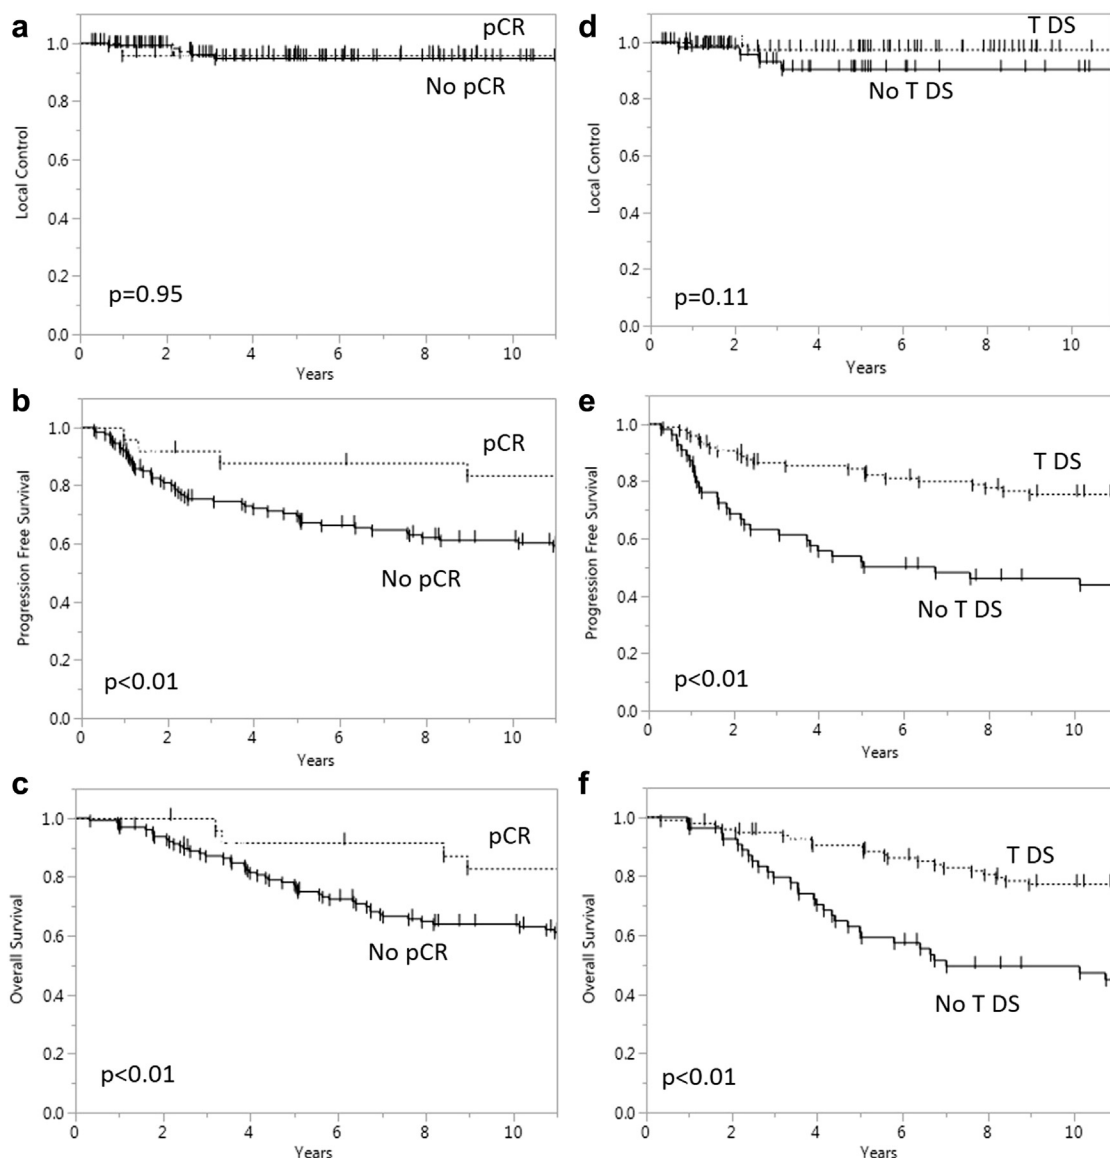 a
pCR
No pCR
p=0.95
Local Control
1.0
0.8
0.6
0.4
0.2
0.0
0 2 4 6 8 10
Years
d
T DS
No T DS
p=0.11
Local Control
1.0
0.8
0.6
0.4
0.2
0.0
0 2 4 6 8 10
Years
b
pCR
No pCR
p<0.01
Progression Free Survival
1.0
0.8
0.6
0.4
0.2
0.0
0 2 4 6 8 10
Years
e
T DS
No T DS
p<0.01
Progression Free Survival
1.0
0.8
0.6
0.4
0.2
0.0
0 2 4 6 8 10
Years
c
pCR
No pCR
p<0.01
Overall Survival
1.0
0.8
0.6
0.4
0.2
0.0
0 2 4 6 8 10
Years
f
T DS
No T DS
p<0.01
Overall Survival
1.0
0.8
0.6
0.4
0.2
0.0
0 2 4 6 8 10
Years